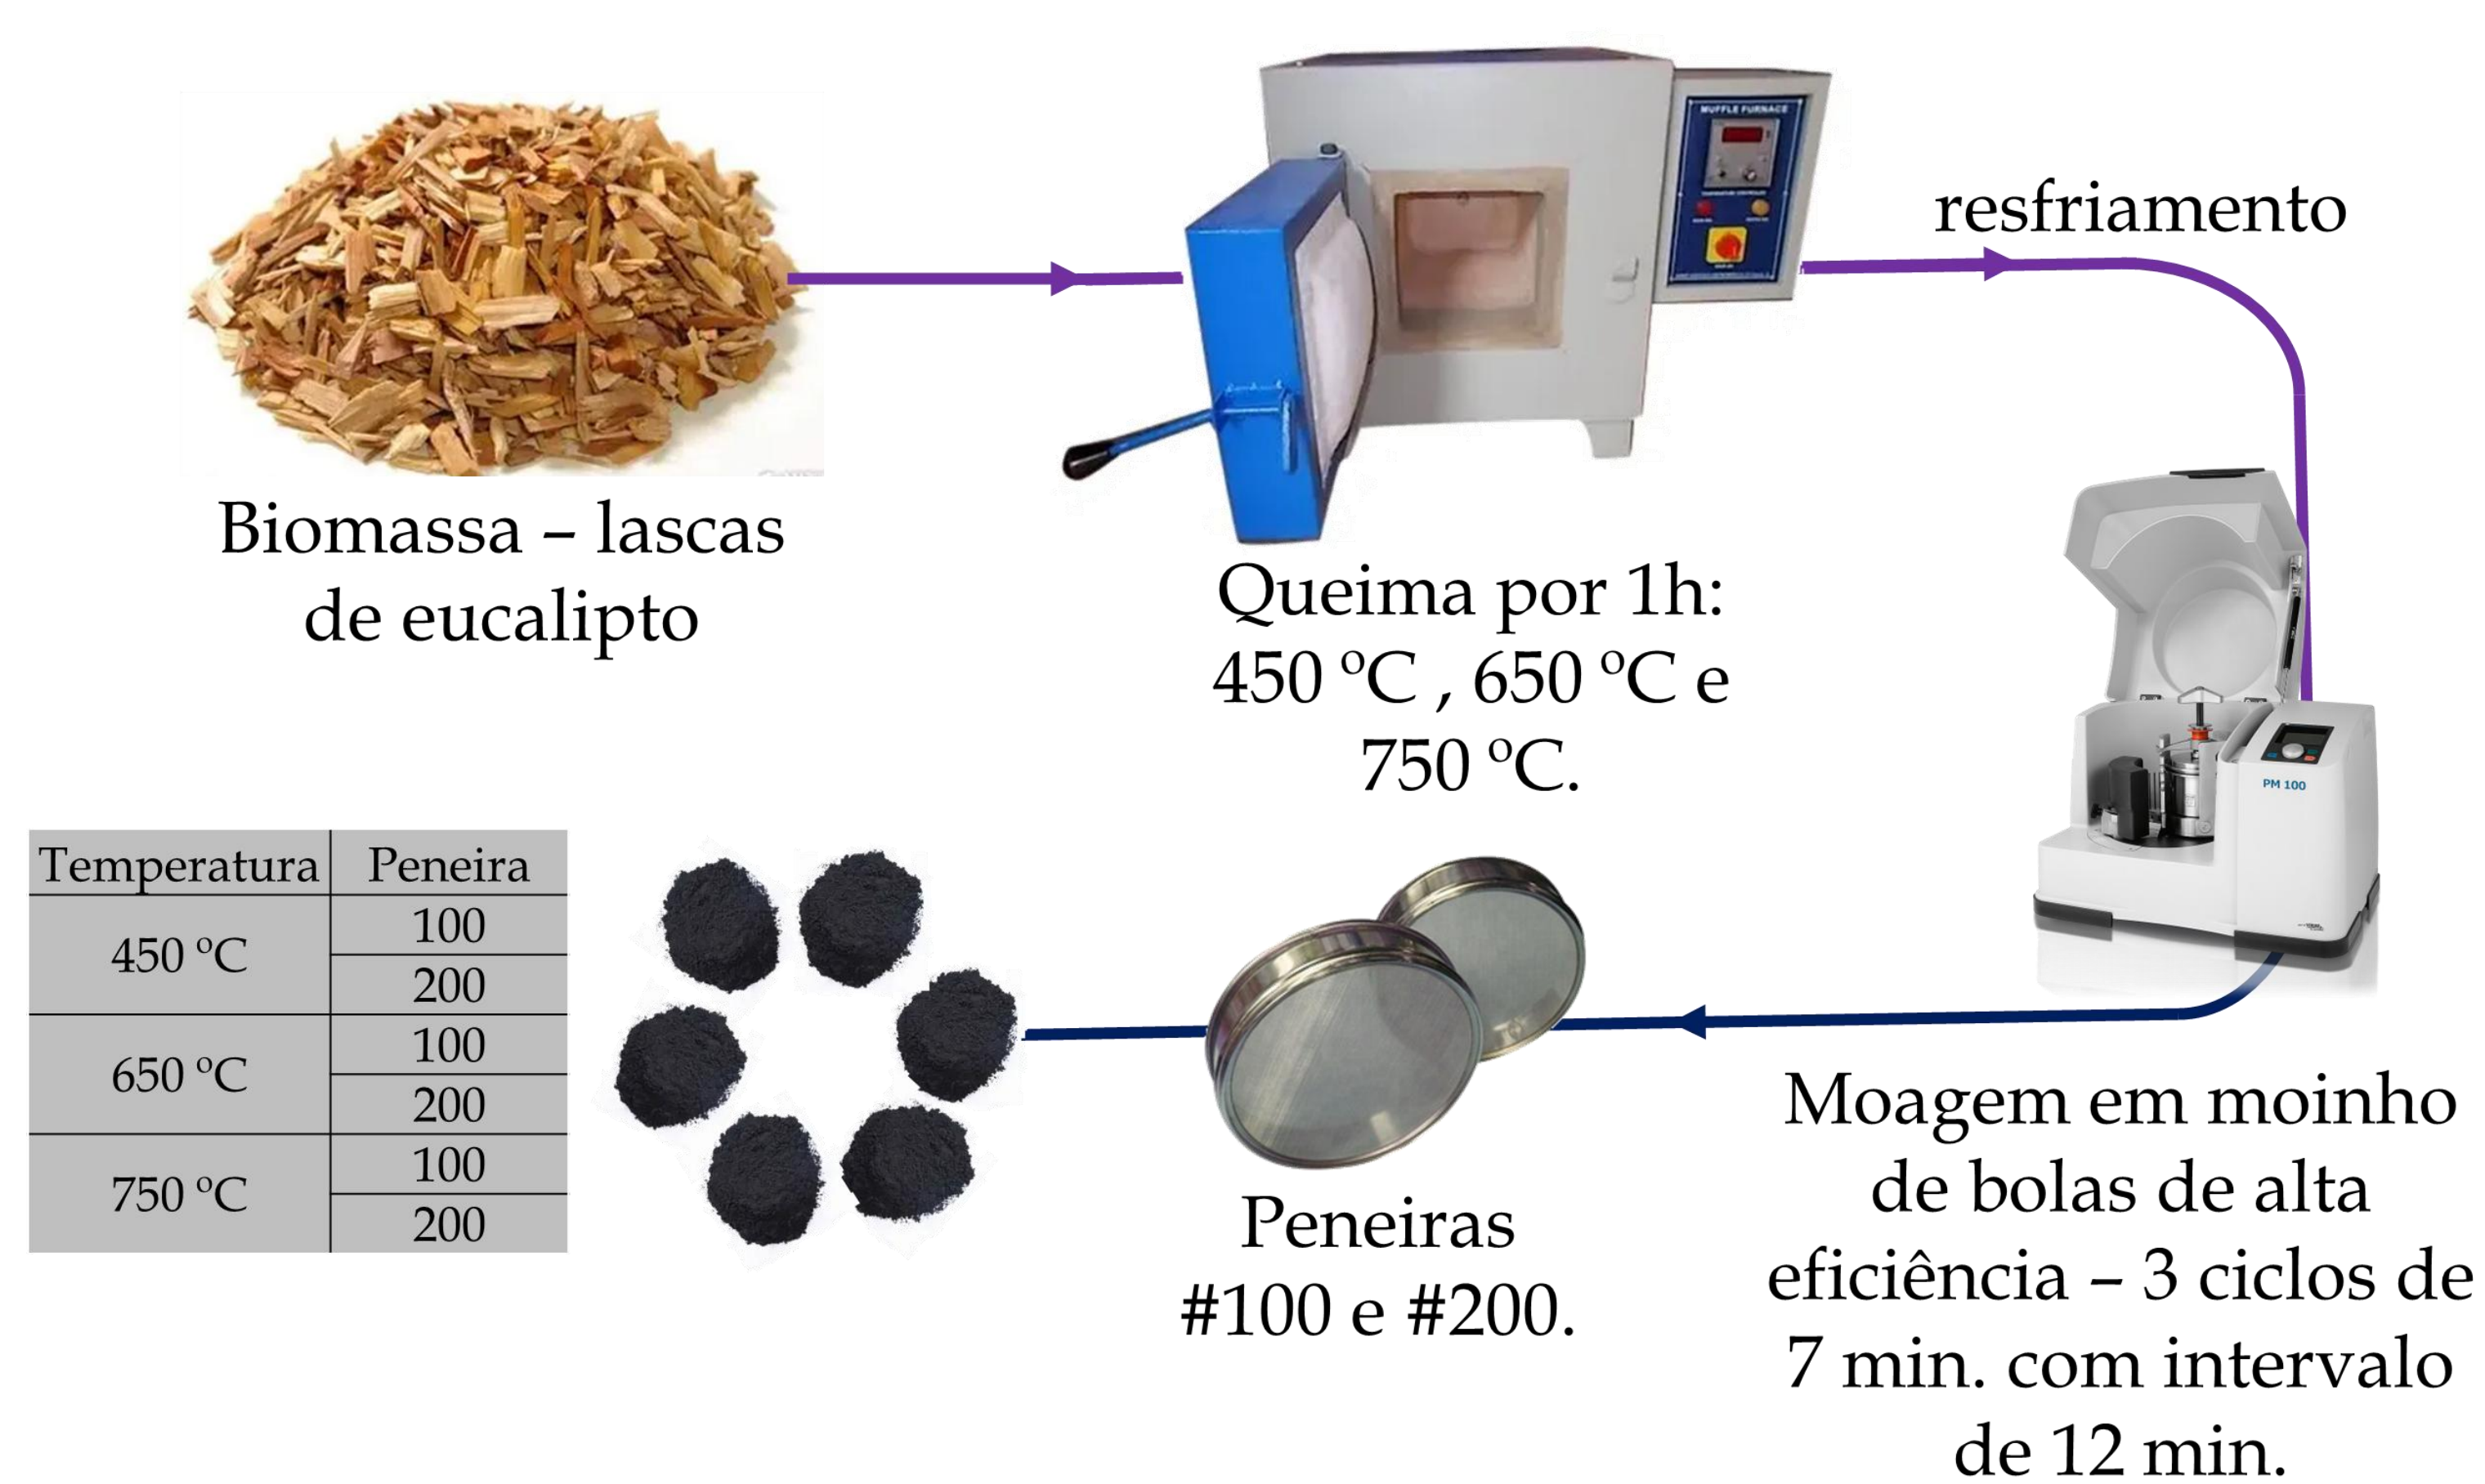 MUFFLE FURNACE
resfriamento
Biomassa – lascas
de eucalipto
Queima por 1h:
450 ºC , 650 ºC e
750 ºC.
PM 100
Temperatura Peneira
450 ºC 100
200
650 ºC 100
200
750 ºC 100
200
Peneiras
#100 e #200.
Moagem em moinho
de bolas de alta
eficiência – 3 ciclos de
7 min. com intervalo
de 12 min.